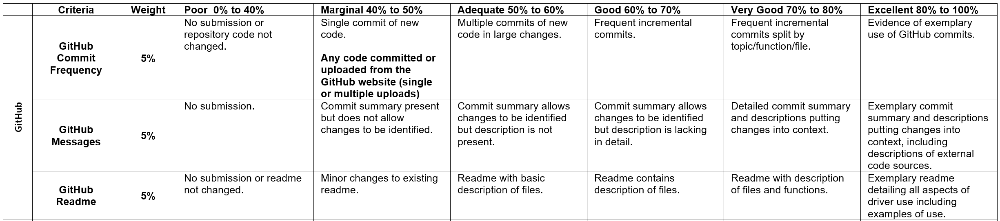 Criteria
Weight
Poor  0% to 40%
Marginal 40% to 50%
Adequate 50% to 60%
Good 60% to 70%
Very Good 70% to 80%
Excellent 80% to 100%
GitHub
GitHub
Commit
Frequency
5%
No submission or
repository code not
changed.
Single commit of new
code.
Any code committed or
uploaded from the
GitHub website (single
or multiple uploads)
Multiple commits of new
code in large changes.
Frequent incremental
commits.
Frequent incremental
commits split by
topic/function/file.
Evidence of exemplary
use of GitHub commits.
GitHub
Messages
5%
No submission.
Commit summary present
but does not allow
changes to be identified.
Commit summary allows
changes to be identified
but description is not
present.
Commit summary allows
changes to be identified
but description is lacking
in detail.
Detailed commit summary
and descriptions putting
changes into context.
Exemplary commit
summary and descriptions
putting changes into
context, including
descriptions of external
code sources.
GitHub
Readme
5%
No submission or readme
not changed.
Minor changes to existing
readme.
Readme with basic
description of files.
Readme contains
description of files.
Readme with description
of files and functions.
Exemplary readme
detailing all aspects of
driver use including
examples of use.